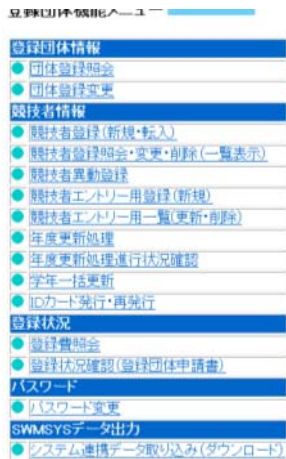 登録団体機能メニュー
登録団体情報
団体登録照会
団体登録変更
競技者情報
競技者登録(新規・転入)
競技者登録照会・変更・削除(一覧表示)
競技者異動登録
競技者エントリー用登録(新規)
競技者エントリー用一覧(更新・削除)
年度更新処理
年度更新処理進行状況確認
学年一括更新
IDカード発行・再発行
登録状況
登録費照会
登録状況確認(登録団体申請書)
パスワード
パスワード変更
SWMSYSデータ出力
システム連携データ取り込み(ダウンロード)